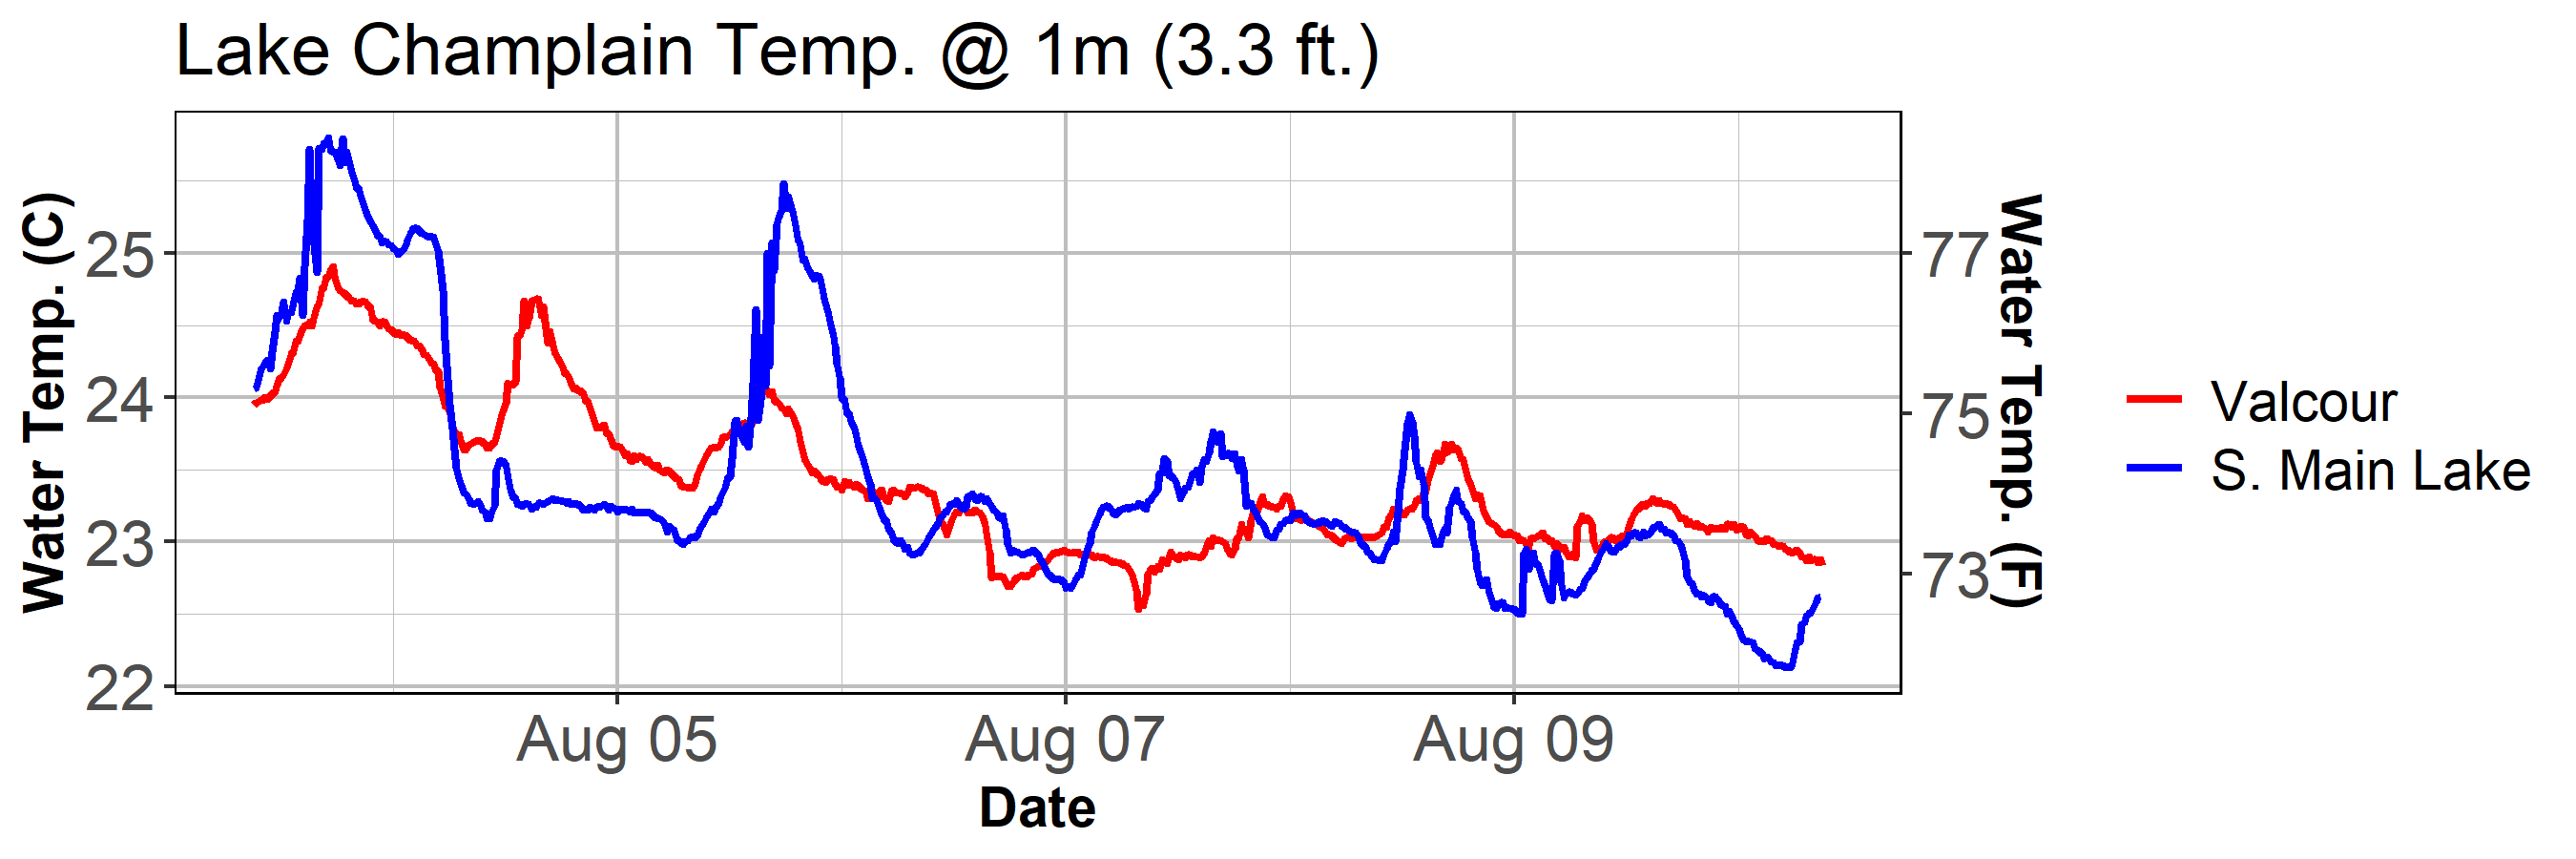 Lake Champlain Temp. @ 1m (3.3 ft.)
Water Temp. (C)
25
24
23
22
77
75
73
Water Temp. (F)
Aug 05
Aug 07
Aug 09
Date
Valcour
S. Main Lake